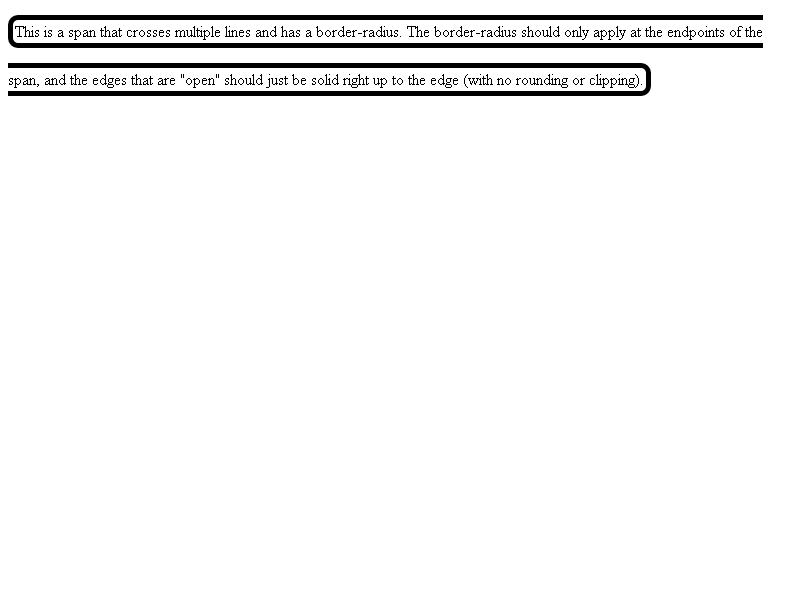 This is a span that crosses multiple lines and has a border-radius. The border-radius should only apply at the endpoints of the
span, and the edges that are "open" should just be solid right up to the edge (with no rounding or clipping).